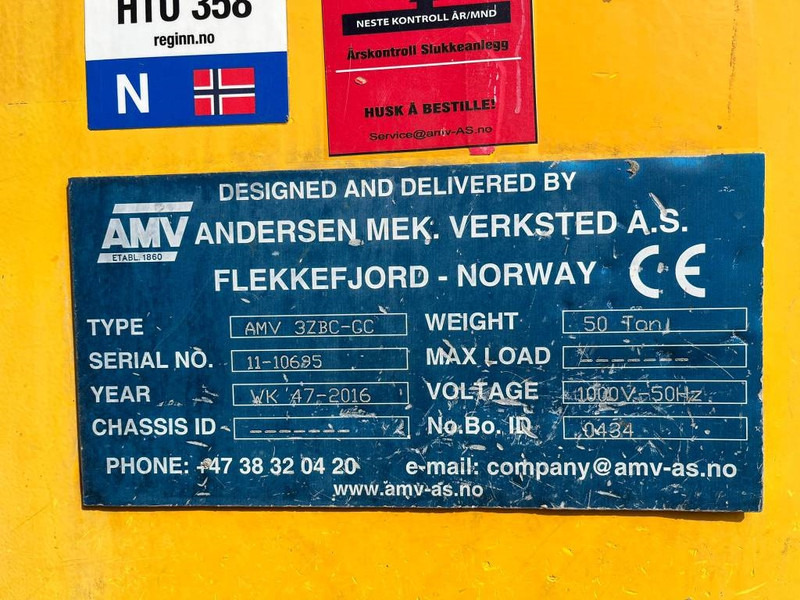 HTU 358
reginn.no
N
NESTE KONTROLL ÅR/MND
Årskontroll Slukkeanlegg
HUSK Å BESTILLE!
Service@amv-AS.no
DESIGNED AND DELIVERED BY
AMV
ETABL. 1860
ANDERSEN MEK. VERKSTED A.S.
FLEKKEFJORD - NORWAY
CE
TYPE AMV 3ZBC-GC
SERIAL NO. 11-10695
YEAR WK 47-2016
CHASSIS ID -------
WEIGHT 50 Ton
MAX LOAD -------
VOLTAGE 1000V-50Hz
No.Bo. ID 0434
PHONE: +47 38 32 04 20 e-mail: company@amv-as.no
www.amv-as.no